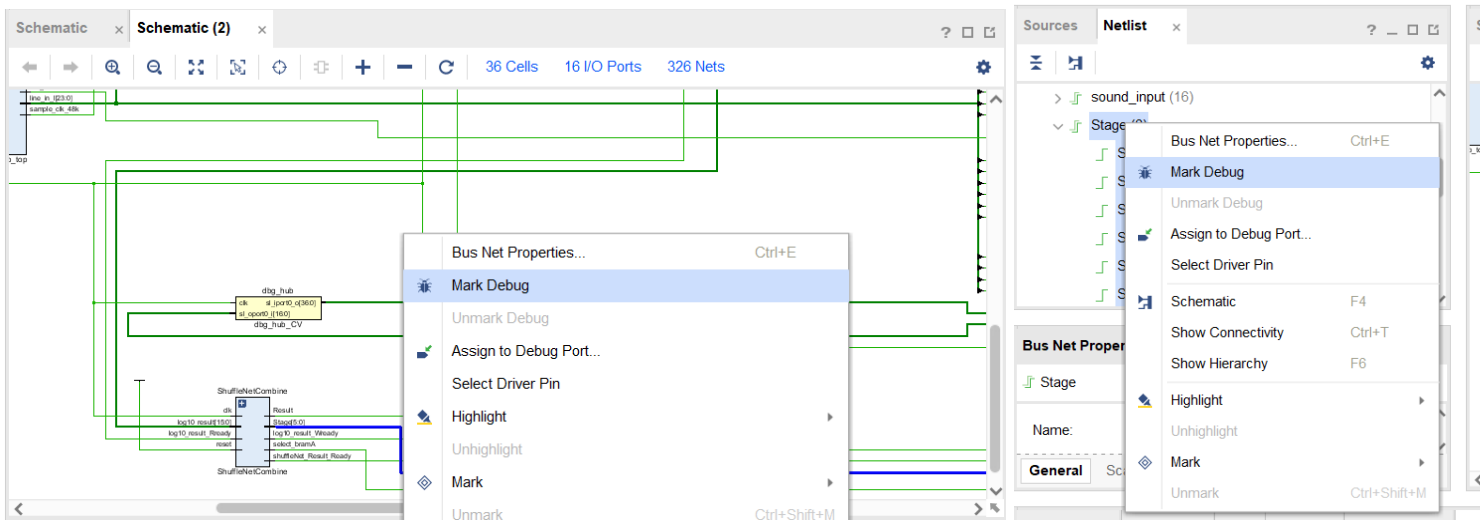 Schematic
Schematic (2)
36 Cells
16 I/O Ports
326 Nets
line_in_l[23:0]
sample_clk_48k
dbg_hub
clk
sl_iport0_o[36:0]
sl_oport0_i[16:0]
dbg_hub_CV
ShuffleNetCombine
clk
Result
log10_result[15:0]
Stage[5:0]
log10_result_Rready
log10_result_Wready
reset
select_bramA
shuffleNet_Result_Ready
ShuffleNetCombine
Bus Net Properties...
Ctrl+E
Mark Debug
Unmark Debug
Assign to Debug Port...
Select Driver Pin
Highlight
Unhighlight
Mark
Unmark
Ctrl+Shift+M
Sources
Netlist
sound_input (16)
Stage
Bus Net Properties...
Ctrl+E
Mark Debug
Unmark Debug
Assign to Debug Port...
Select Driver Pin
Schematic
F4
Show Connectivity
Ctrl+T
Show Hierarchy
F6
Highlight
Unhighlight
Mark
Unmark
Ctrl+Shift+M
Bus Net Proper
Stage
Name:
General